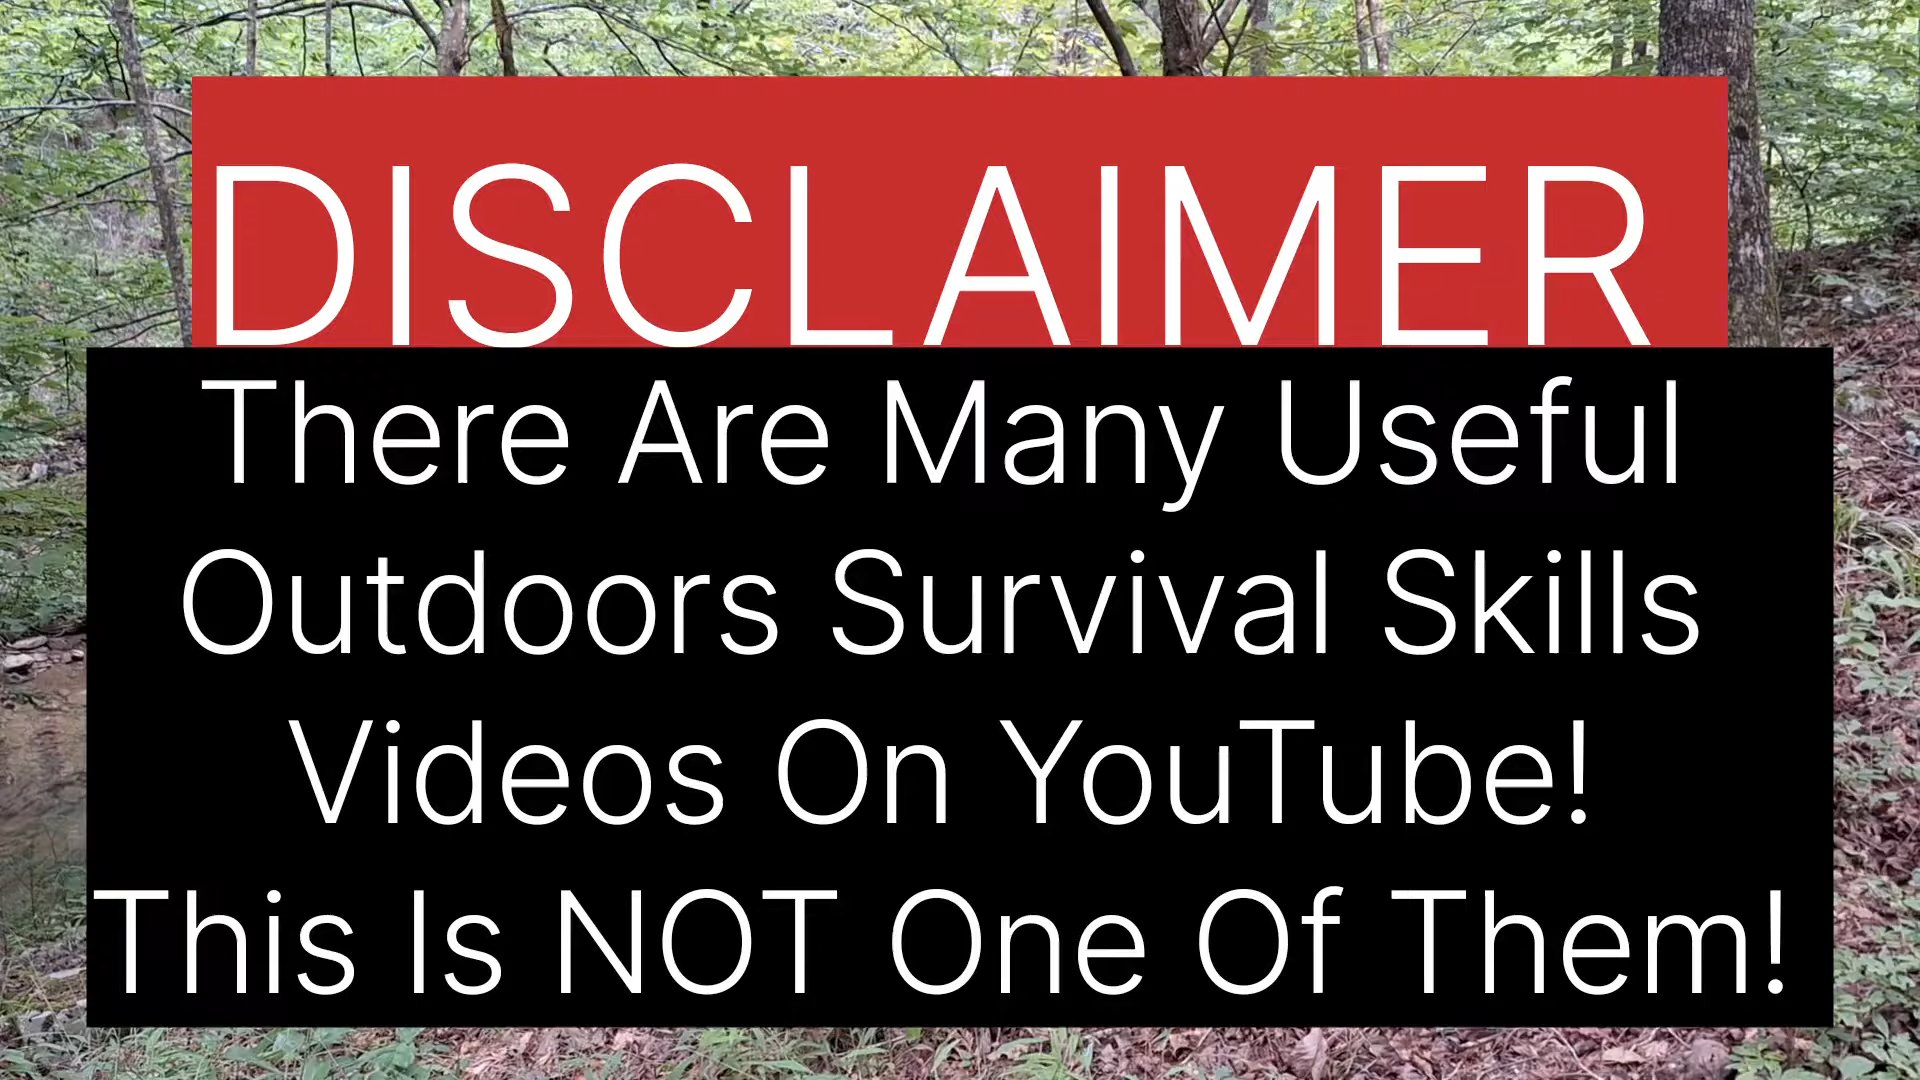 DISCLAIMER
There Are Many Useful
Outdoors Survival Skills
Videos On YouTube!
This Is NOT One Of Them!